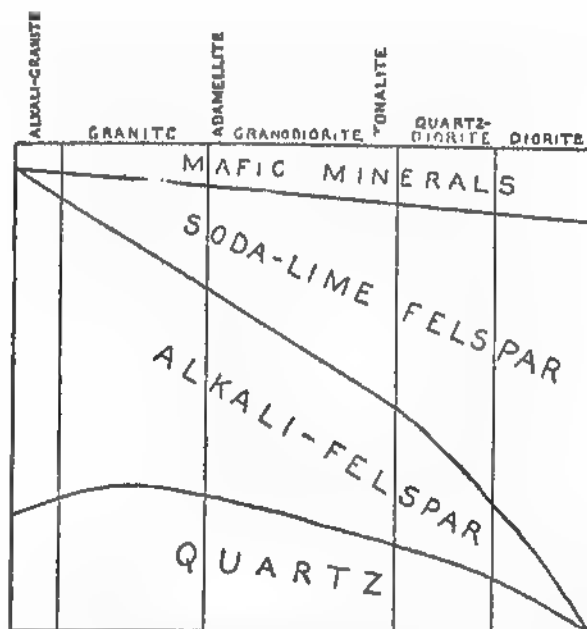 ALKALI-GRANITE
GRANITE
ADAMELLITE
GRANODIORITE
TONALITE
QUARTZ-
DIORITE
DIORITE
MAFIC MINERALS
SODA-LIME FELSPAR
ALKALI-FELSPAR
QUARTZ